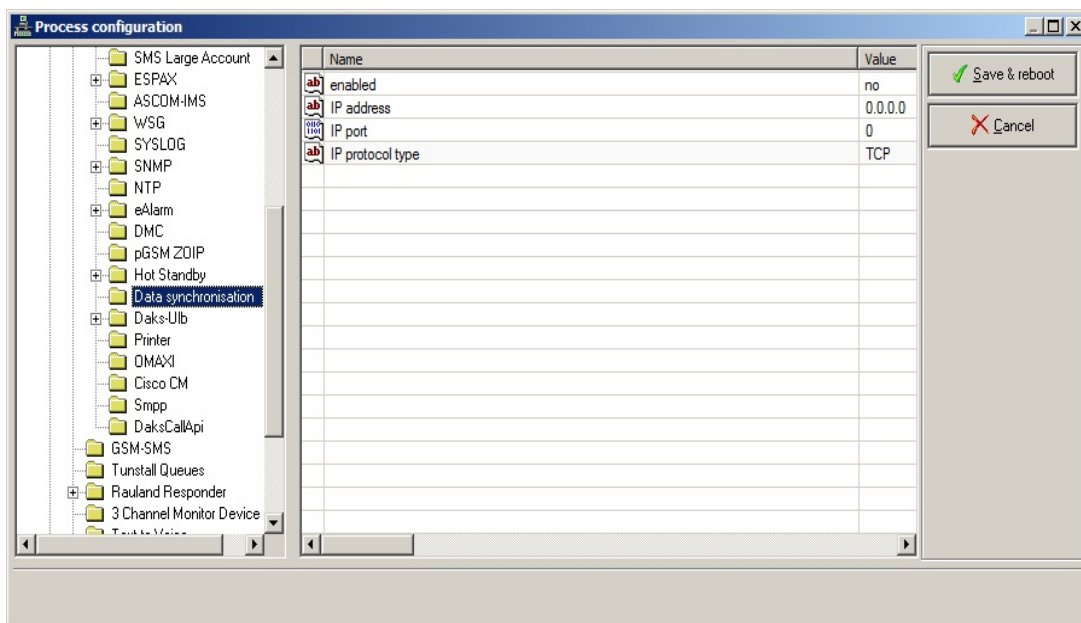 Process configuration
SMS Large Account
ESPAX
ASCOM-IMS
WSG
SYSLOG
SNMP
NTP
eAlarm
DMC
pGSM ZOIP
Hot Standby
Data synchronisation
Daks-Ulb
Printer
OMAXI
Cisco CM
Smpp
DaksCallApi
GSM-SMS
Tunstall Queues
Rauland Responder
3 Channel Monitor Device
Name Value
enabled no
IP address 0.0.0.0
IP port 0
IP protocol type TCP
Save & reboot
Cancel